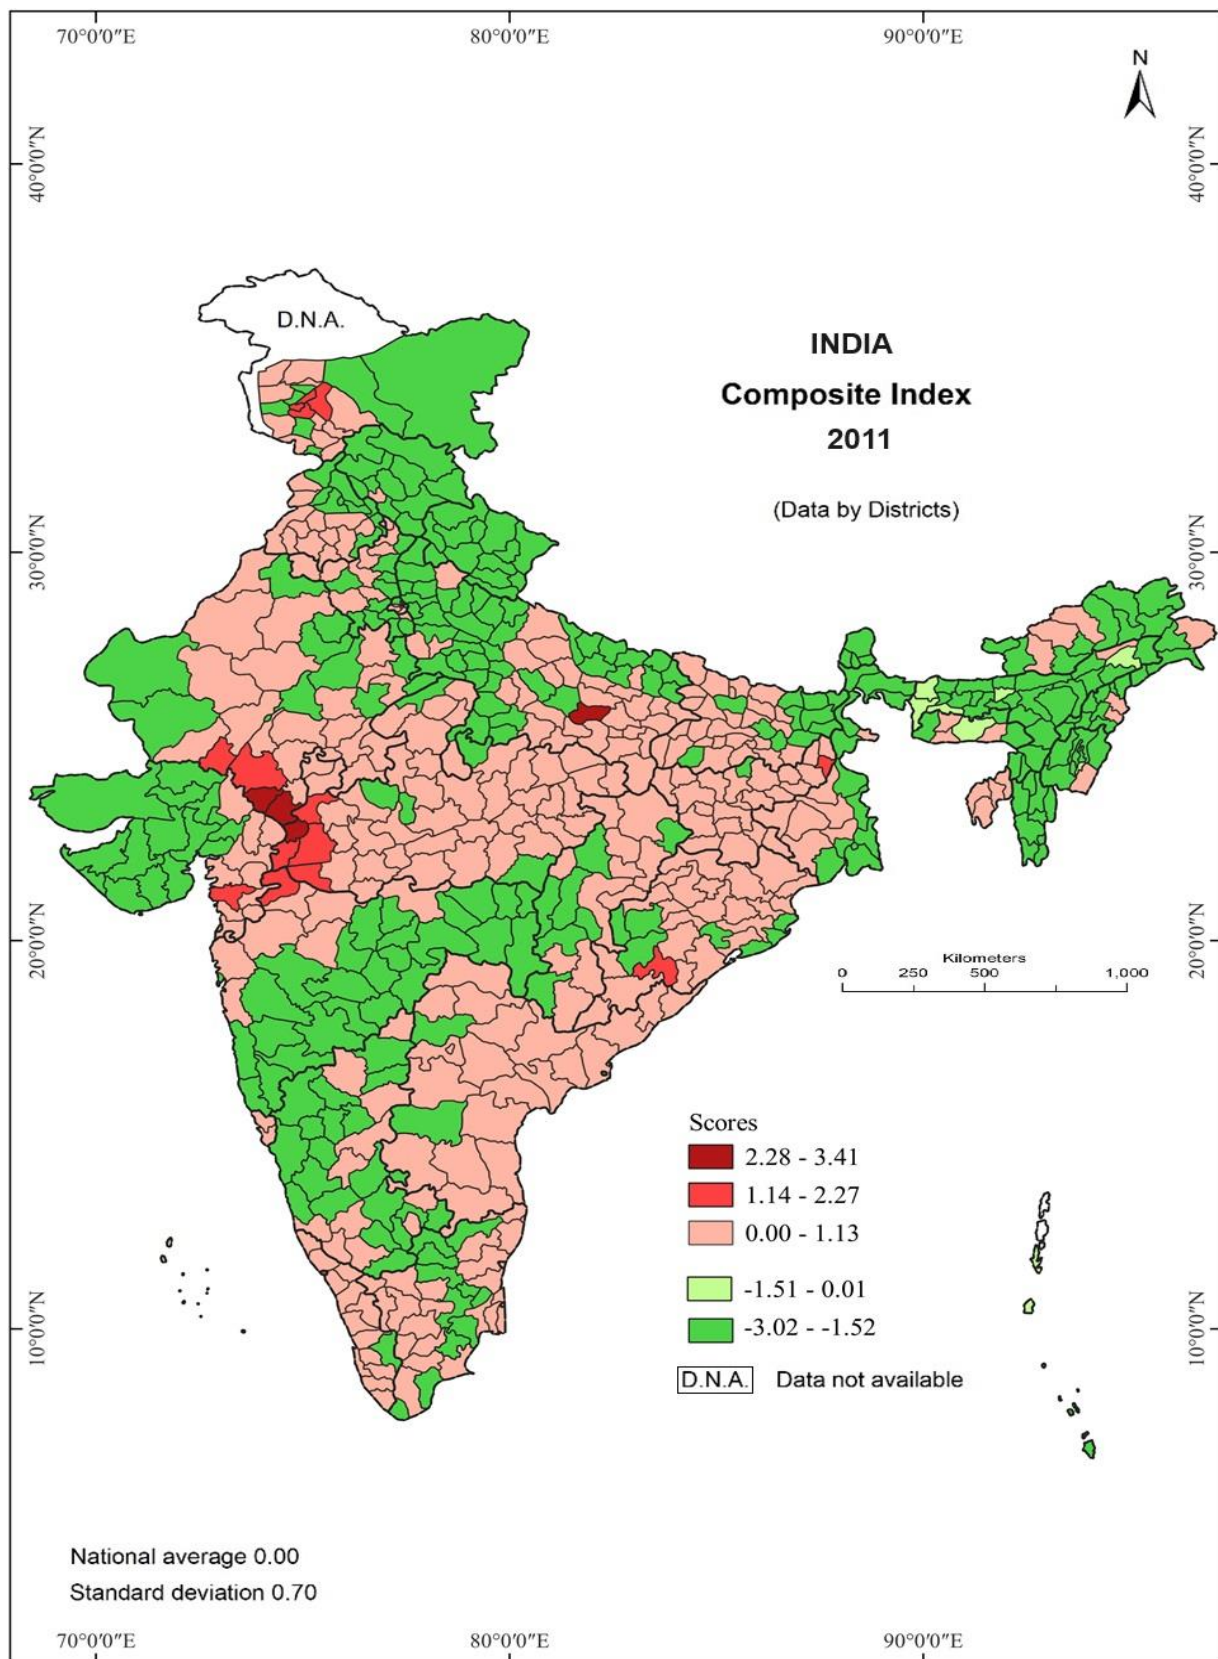 70°0′0″E 80°0′0″E 90°0′0″E
N
40°0′0″N 40°0′0″N
D.N.A.
INDIA
Composite Index
2011
(Data by Districts)
30°0′0″N 30°0′0″N
20°0′0″N 20°0′0″N
Kilometers
0 250 500 1,000
Scores
2.28 - 3.41
1.14 - 2.27
0.00 - 1.13
-1.51 - 0.01
-3.02 - -1.52
D.N.A. Data not available
10°0′0″N 10°0′0″N
National average 0.00
Standard deviation 0.70
70°0′0″E 80°0′0″E 90°0′0″E